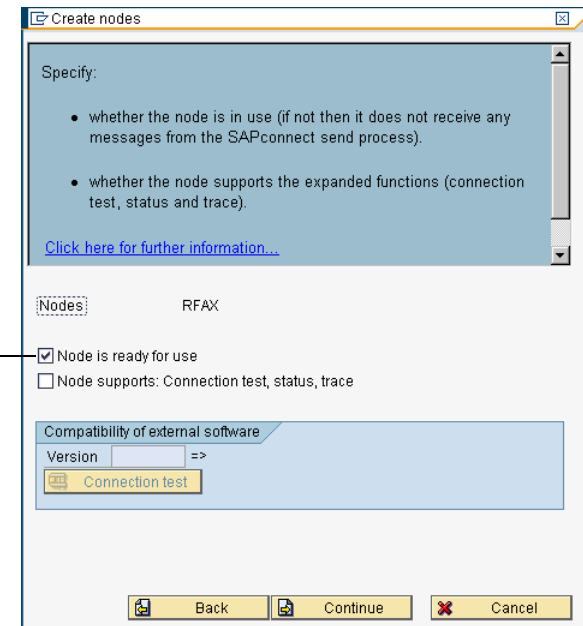 Create nodes
Specify:
• whether the node is in use (if not then it does not receive any
messages from the SAPconnect send process).
• whether the node supports the expanded functions (connection
test, status and trace).
Click here for further information...
Nodes RFAX
Node is ready for use
Node supports: Connection test, status, trace
Compatibility of external software
Version =>
Connection test
Back Continue Cancel